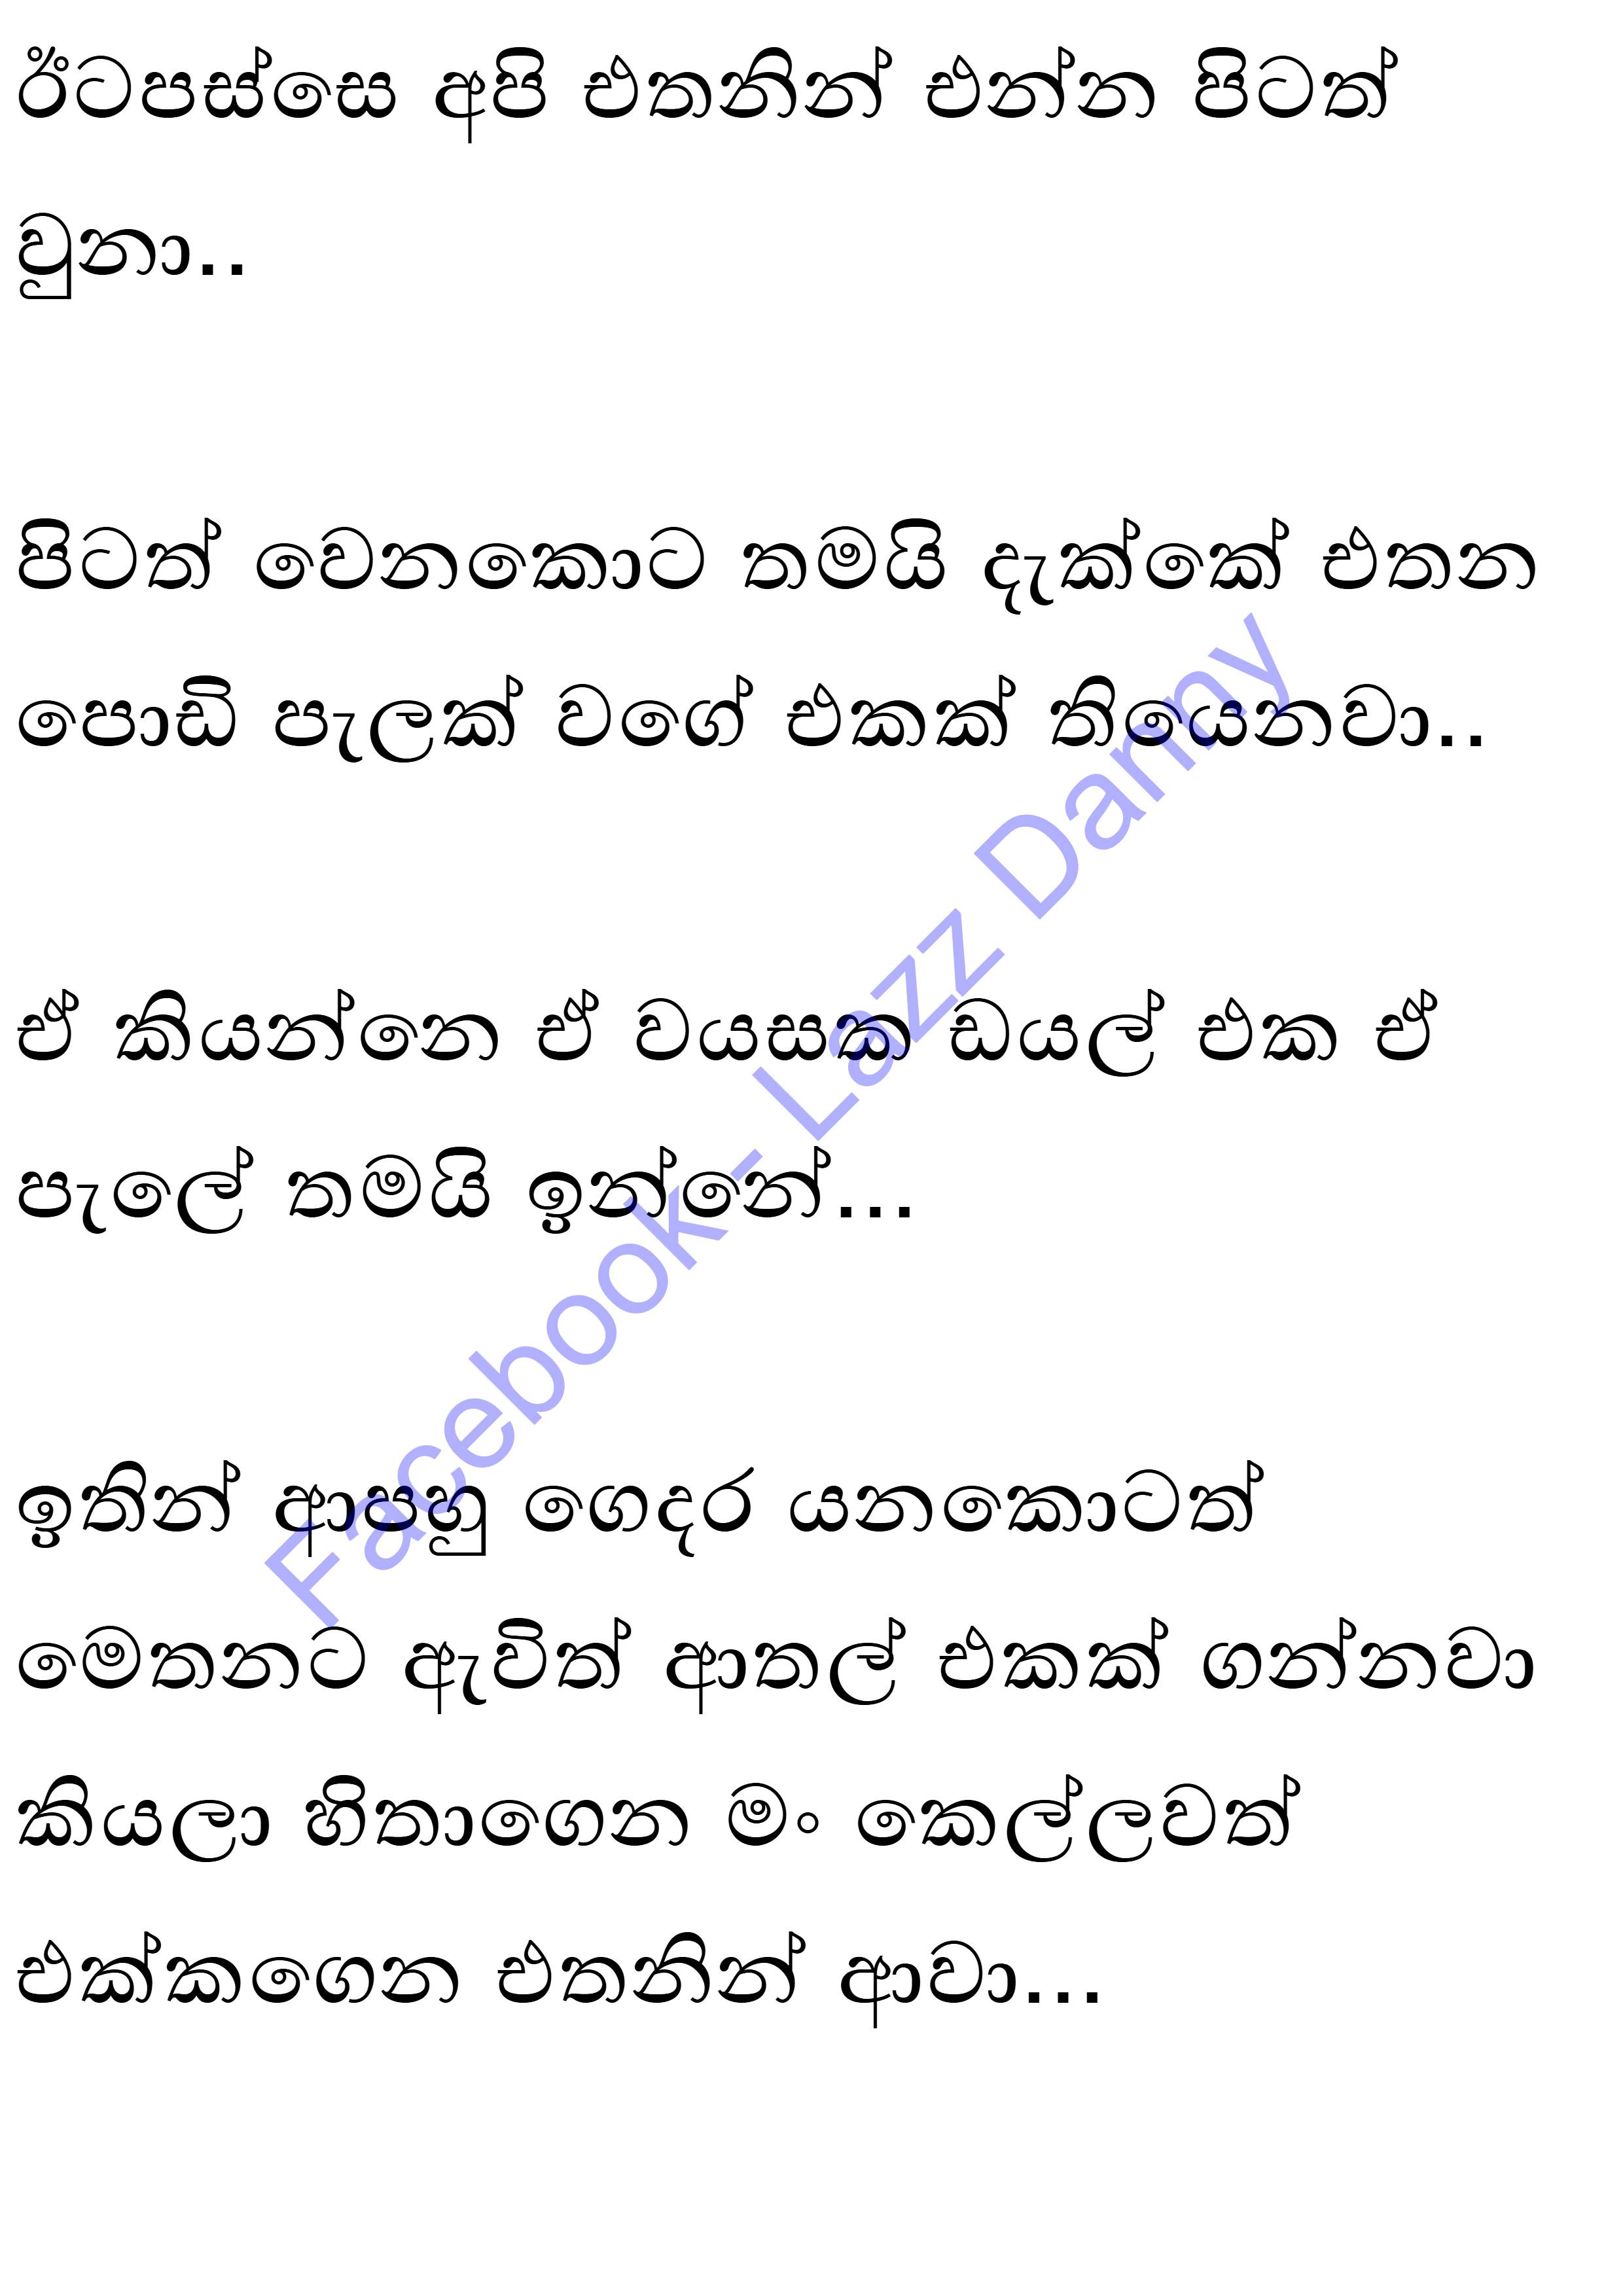 ඊටපස්සෙ අපි එතනින් එන්න පිටත්
වුනා..
පිටත් වෙනකොට තමයි දැක්කේ එතන
පොඩි පැලක් වගේ එකක් තියෙනවා..
ඒ කියන්නෙ ඒ වයසක ඩයල් එක ඒ
පැලේ තමයි ඉන්නේ...
ඉතින් ආපහු ගෙදර යනකොටත්
මෙතනට ඇවිත් ආතල් එකක් ගන්නවා
කියලා හිතාගෙන මං කෙල්ලවත්
එක්කගෙන එතනින් ආවා...
Facebook- Lazz Danny